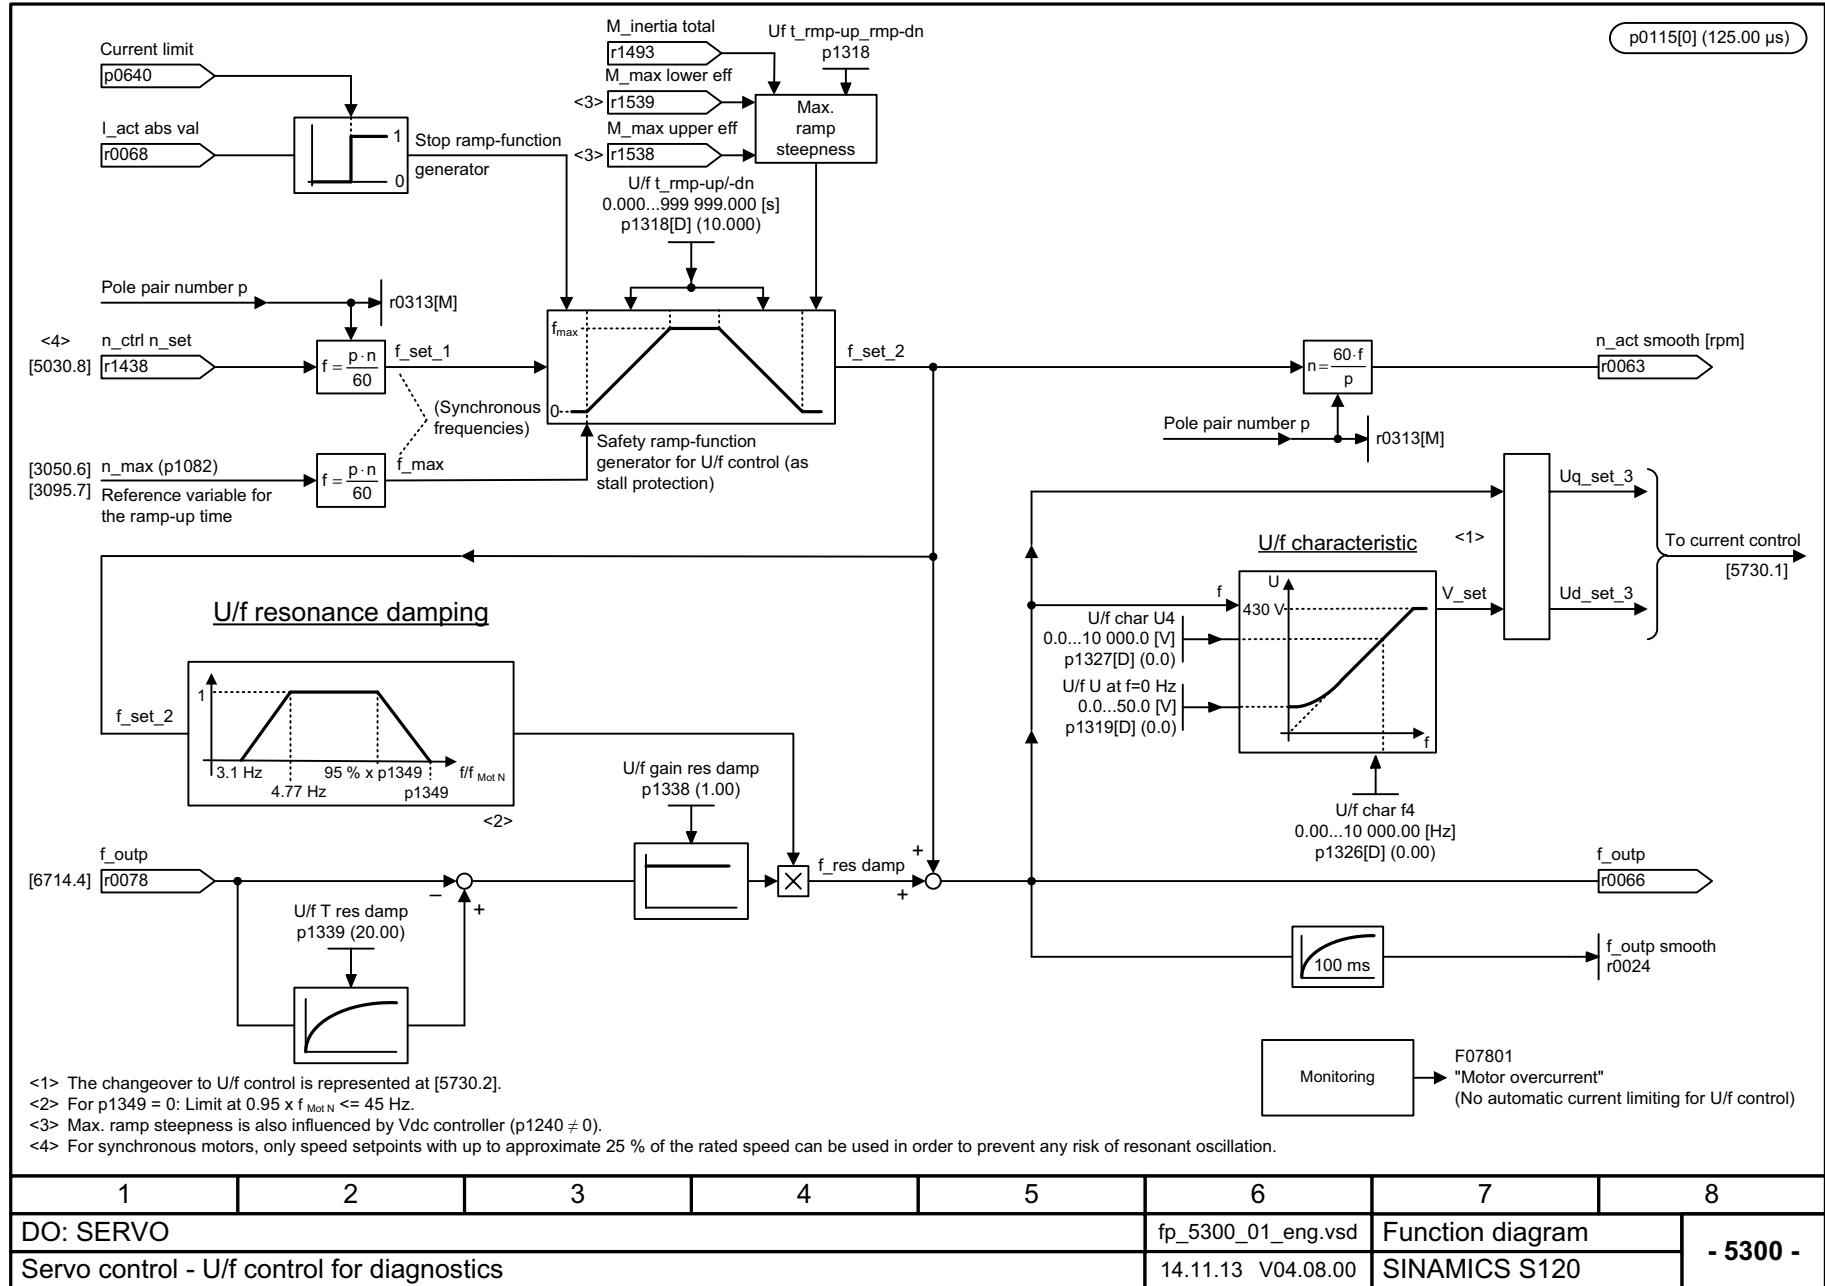 p0115[0] (125.00 µs)
M_inertia total
r1493
Uf t_rmp-up_rmp-dn
p1318
Current limit
p0640
M_max lower eff
<3> r1539
Max.
ramp
steepness
I_act abs val
r0068
1
0
Stop ramp-function
generator
M_max upper eff
<3> r1538
U/f t_rmp-up/-dn
0.000...999 999.000 [s]
p1318[D] (10.000)
Pole pair number p
r0313[M]
<4>
[5030.8]
n_ctrl n_set
r1438
f = p·n
60
f_set_1
fmax
0
f_set_2
n = 60·f
p
n_act smooth [rpm]
r0063
(Synchronous
frequencies)
Pole pair number p
r0313[M]
[3050.6]
[3095.7]
n_max (p1082)
Reference variable for
the ramp-up time
f = p·n
60
f_max
Safety ramp-function
generator for U/f control (as
stall protection)
Uq_set_3
<1>
To current control
[5730.1]
Ud_set_3
U/f characteristic
f
U
430 V
f
V_set
U/f char U4
0.0...10 000.0 [V]
p1327[D] (0.0)
U/f U at f=0 Hz
0.0...50.0 [V]
p1319[D] (0.0)
U/f char f4
0.00...10 000.00 [Hz]
p1326[D] (0.00)
U/f resonance damping
f_set_2
1
3.1 Hz
4.77 Hz
95 % x p1349
p1349
f/f Mot N
<2>
U/f gain res damp
p1338 (1.00)
f_res damp
+
+
[6714.4]
f_outp
r0078
–
+
U/f T res damp
p1339 (20.00)
f_outp
r0066
100 ms
f_outp smooth
r0024
Monitoring
F07801
"Motor overcurrent"
(No automatic current limiting for U/f control)
<1> The changeover to U/f control is represented at [5730.2].
<2> For p1349 = 0: Limit at 0.95 x f Mot N <= 45 Hz.
<3> Max. ramp steepness is also influenced by Vdc controller (p1240 ≠ 0).
<4> For synchronous motors, only speed setpoints with up to approximate 25 % of the rated speed can be used in order to prevent any risk of resonant oscillation.
1 2 3 4 5 6 7 8
DO: SERVO
fp_5300_01_eng.vsd
Function diagram
- 5300 -
Servo control - U/f control for diagnostics
14.11.13 V04.08.00
SINAMICS S120